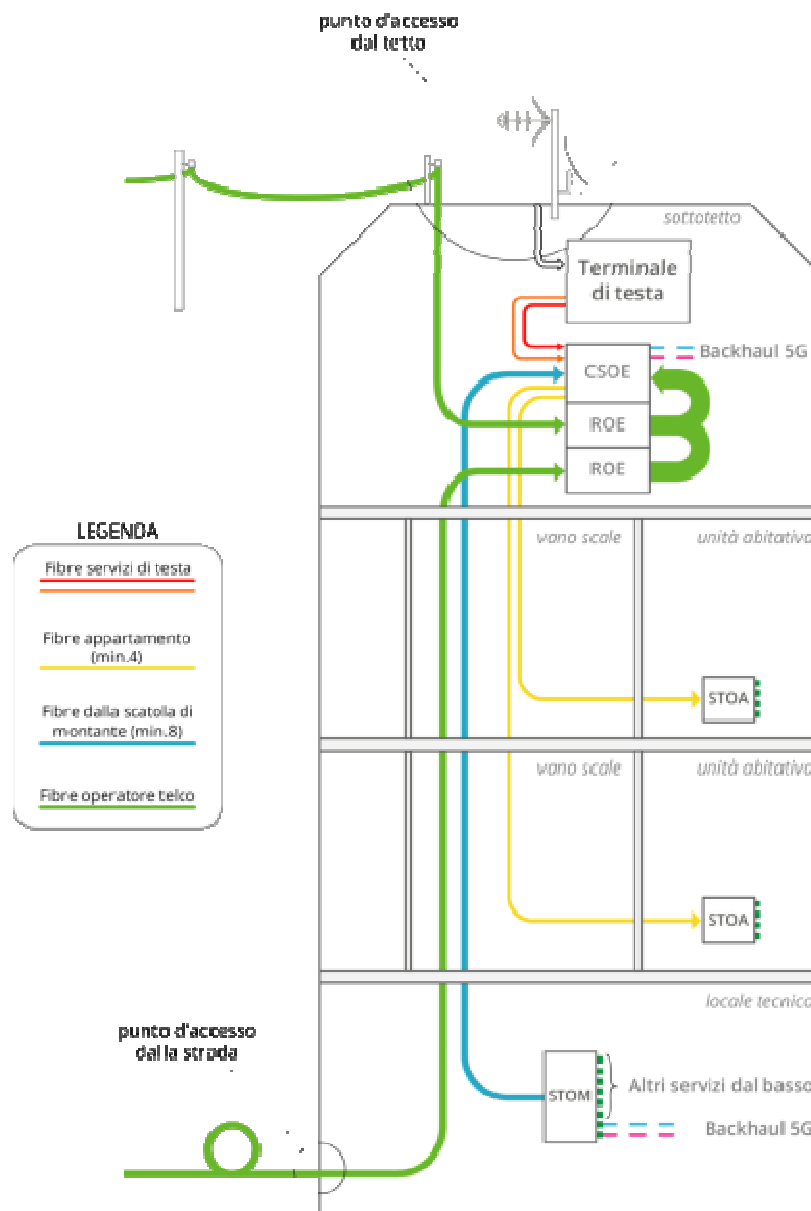 punto d'accesso
dal tetto
sottotetto
Terminale
di testa
Backhaul 5G
CSOE
IROE
IROE
LEGENDA
Fibre servizi di testa
Fibre appartamento
(min.4)
Fibre dalla scatolla di
montante (min.8)
Fibre operatore telco
vano scale
unità abitativa
STOA
vano scale
unità abitativa
STOA
locale tecnico
punto d'accesso
dalla strada
STOM
Altri servizi dal basso
Backhaul 5G